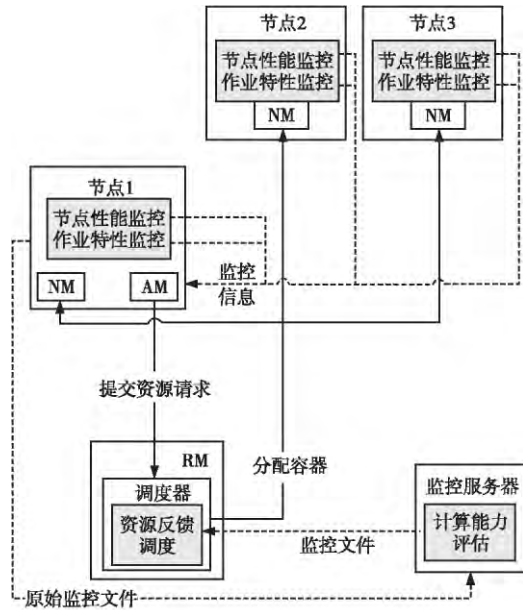 节点2
节点性能监控
作业特性监控
NM
节点3
节点性能监控
作业特性监控
NM
节点1
节点性能监控
作业特性监控
NM
AM
监控
信息
提交资源请求
分配容器
RM
调度器
资源反馈
调度
监控文件
监控服务器
计算能力
评估
原始监控文件